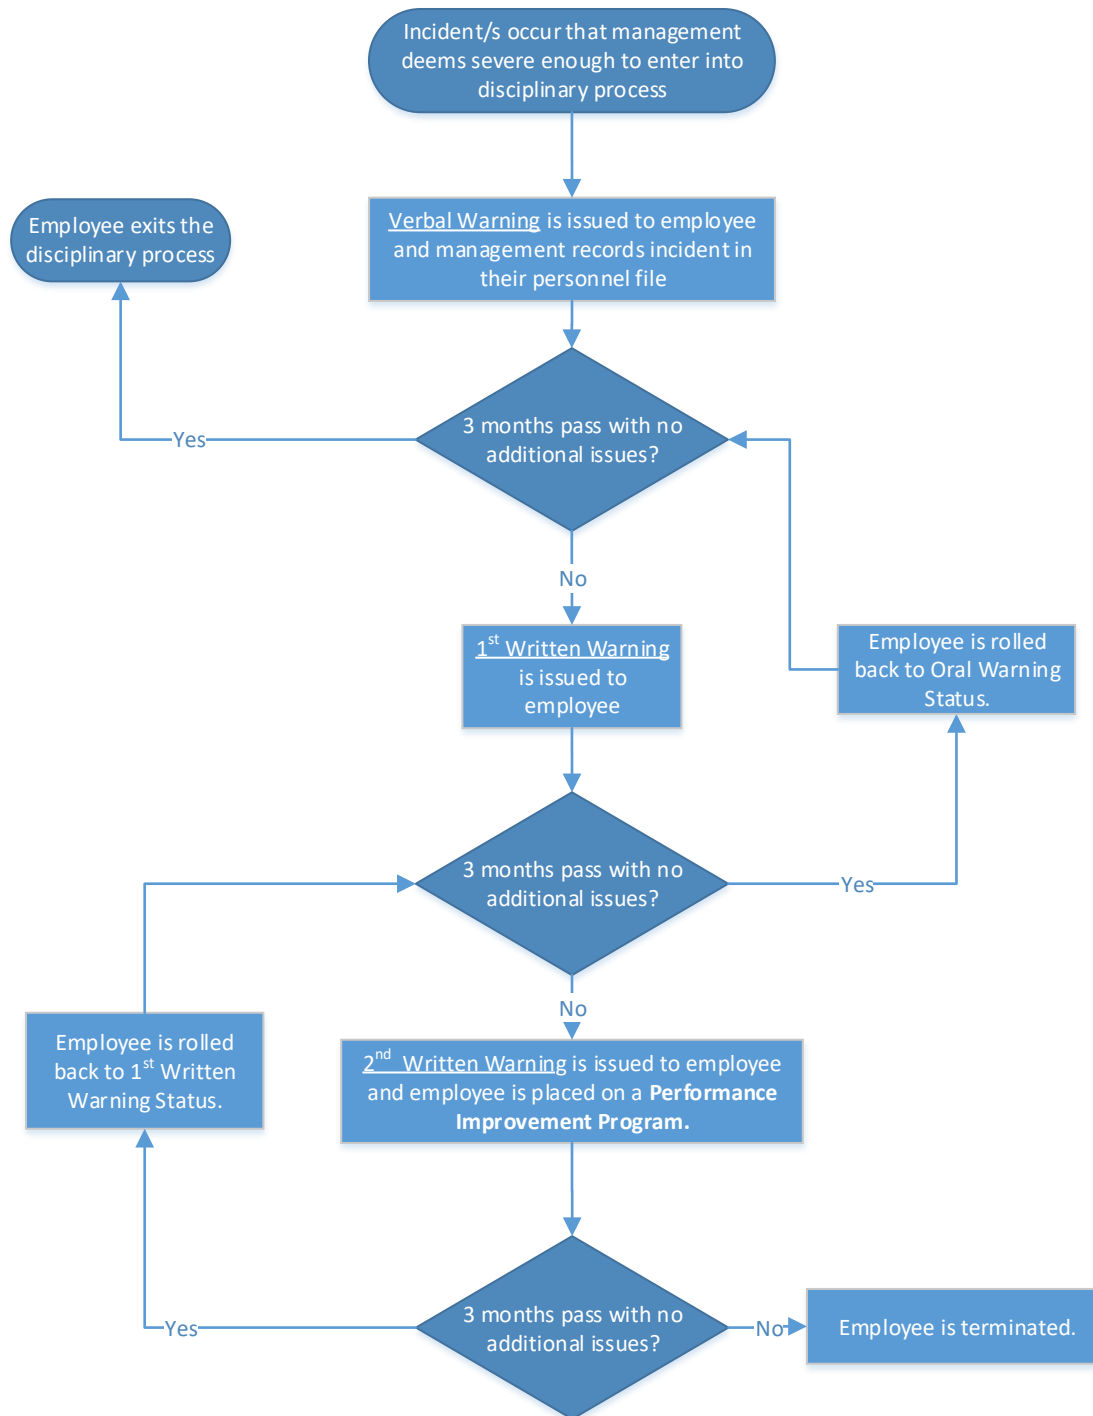 Incident/s occur that management
deems severe enough to enter into
disciplinary process
Verbal Warning is issued to employee
and management records incident in
their personnel file
Employee exits the
disciplinary process
3 months pass with no
additional issues?
Yes
No
1st Written Warning
is issued to
employee
Employee is rolled
back to Oral Warning
Status.
3 months pass with no
additional issues?
Yes
No
Employee is rolled
back to 1st Written
Warning Status.
2nd Written Warning is issued to employee
and employee is placed on a Performance
Improvement Program.
3 months pass with no
additional issues?
Yes
No
Employee is terminated.